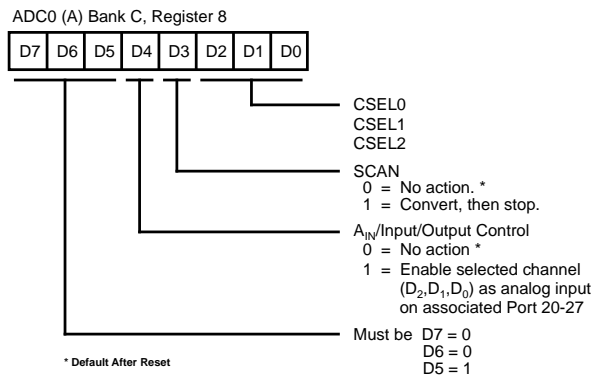 ADC0 (A) Bank C, Register 8
D7 D6 D5 D4 D3 D2 D1 D0
CSEL0
CSEL1
CSEL2
SCAN
0 = No action. *
1 = Convert, then stop.
AIN/Input/Output Control
0 = No action *
1 = Enable selected channel
(D2,D1,D0) as analog input
on associated Port 20-27
Must be D7 = 0
D6 = 0
D5 = 1
* Default After Reset